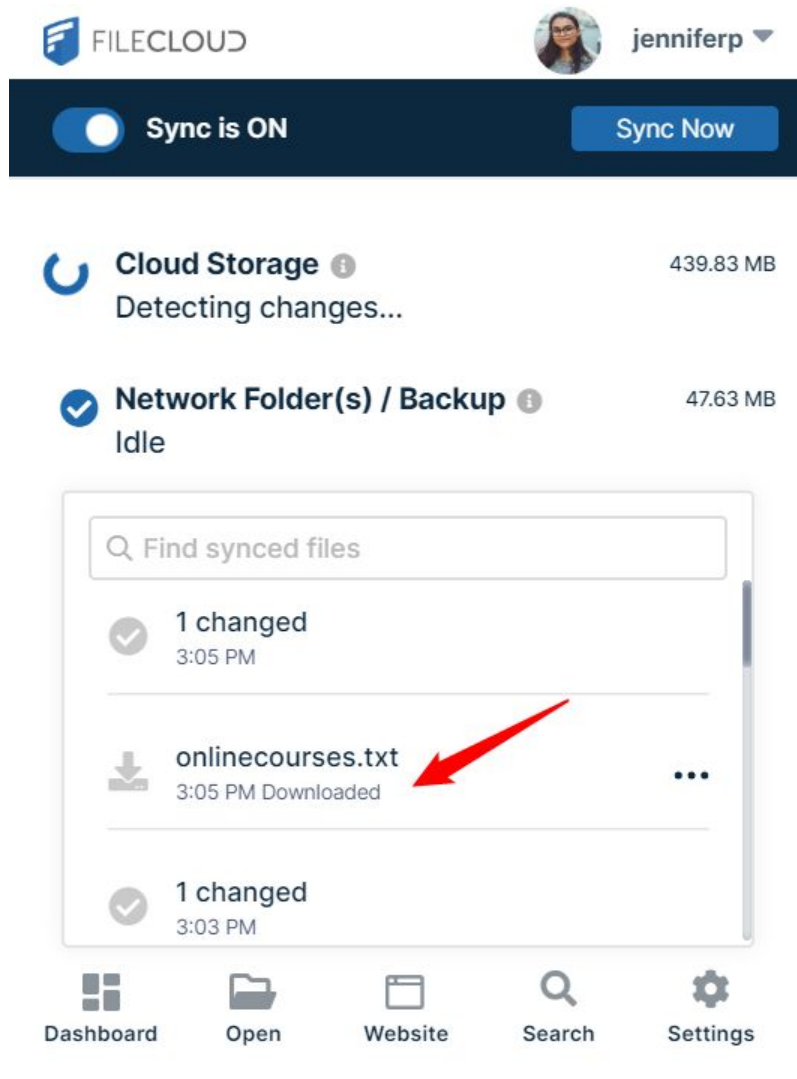 FILECLOUD
jenniferp
Sync is ON
Sync Now
Cloud Storage
439.83 MB
Detecting changes...
Network Folder(s) / Backup
47.63 MB
Idle
Find synced files
1 changed
3:05 PM
onlinecourses.txt
3:05 PM Downloaded
1 changed
3:03 PM
Dashboard
Open
Website
Search
Settings